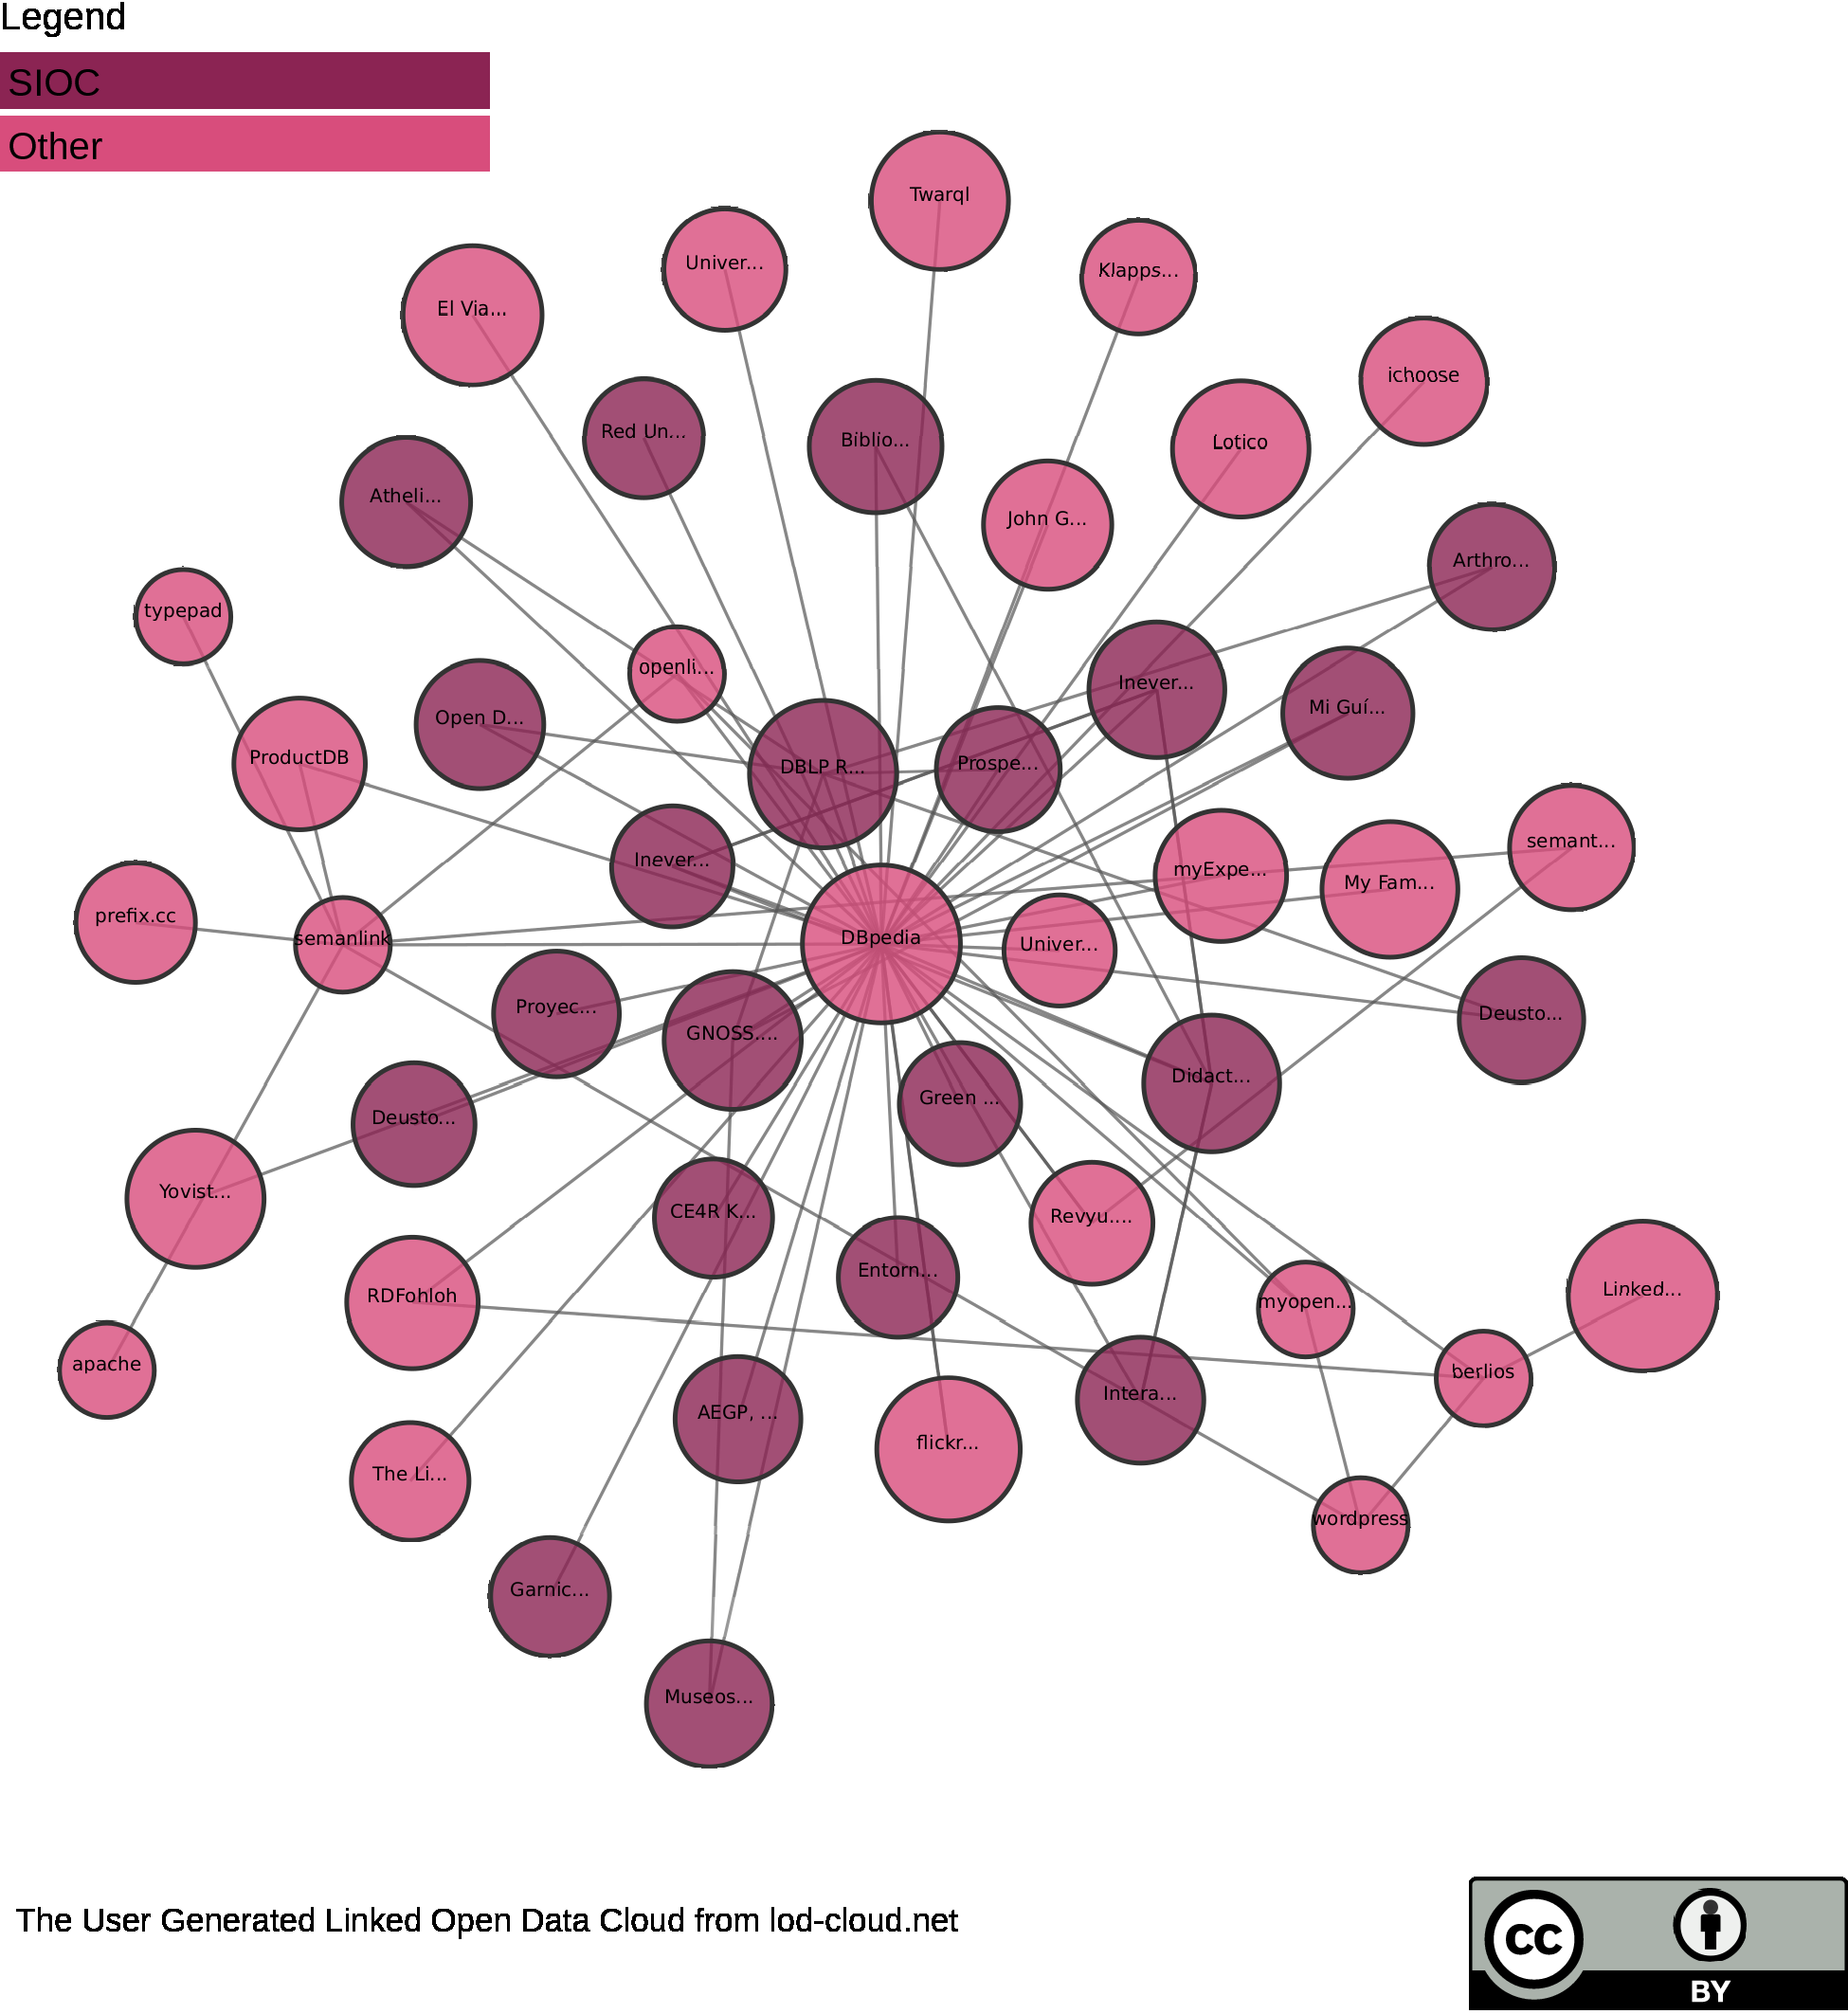 Legend
SIOC
Other
Twarql
Univer...
Klapps...
El Via...
ichoose
Red Un...
Biblio...
Lotico
Atheli...
John G...
Arthro...
typepad
openli...
Inever...
Mi Guí...
Open D...
ProductDB
DBLP R...
Prospe...
semant...
Inever...
myExpe...
My Fam...
prefix.cc
semanlink
DBpedia
Univer...
Proyec...
Deusto...
GNOSS....
Didact...
Green ...
Deusto...
Yovist...
CE4R K...
Revyu....
Entorn...
Linked...
RDFohloh
myopen...
apache
berlios
Intera...
AEGP, ...
flickr...
The Li...
wordpress
Garnic...
Museos...
The User Generated Linked Open Data Cloud from lod-cloud.net
cc
BY